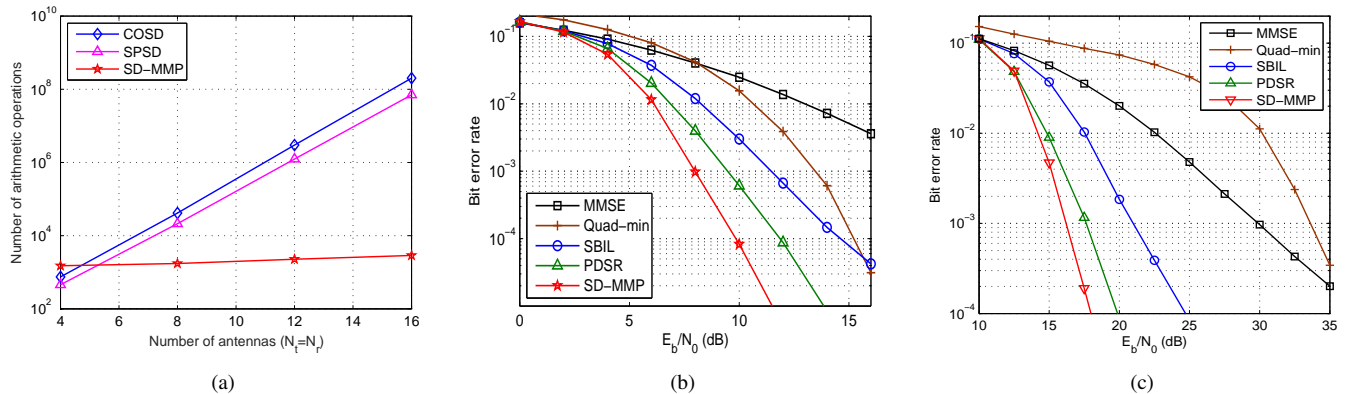 10^10
10^8
10^6
10^4
10^2
Number of arithmetic opoerations
COSD
SPSD
SD−MMP
4
6
8
10
12
14
16
Number of antennas (N_t=N_r)
(a)
10^−1
10^−2
10^−3
10^−4
Bit error rate
MMSE
Quad−min
SBIL
PDSR
SD−MMP
0
5
10
15
E_b/N_0 (dB)
(b)
10^−1
10^−2
10^−3
10^−4
Bit error rate
MMSE
Quad−min
SBIL
PDSR
SD−MMP
10
15
20
25
30
35
E_b/N_0 (dB)
(c)